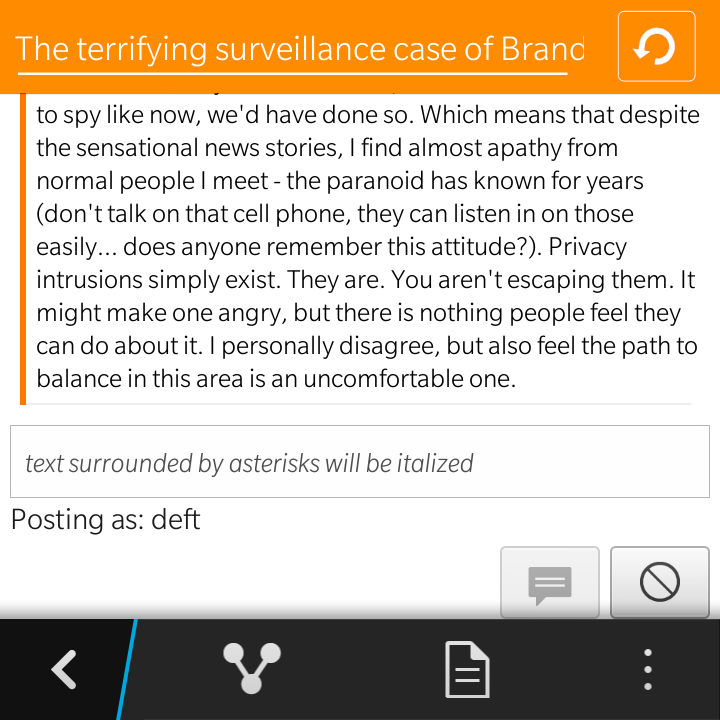 The terrifying surveillance case of Brand
to spy like now, we'd have done so. Which means that despite
the sensational news stories, I find almost apathy from
normal people I meet - the paranoid has known for years
(don't talk on that cell phone, they can listen in on those
easily... does anyone remember this attitude?). Privacy
intrusions simply exist. They are. You aren't escaping them. It
might make one angry, but there is nothing people feel they
can do about it. I personally disagree, but also feel the path to
balance in this area is an uncomfortable one.
text surrounded by asterisks will be italized
Posting as: deft